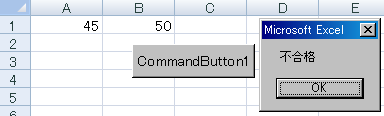 A B C D E
1 45 50
2
3
4
5
CommandButton1
Microsoft Excel
不合格
OK